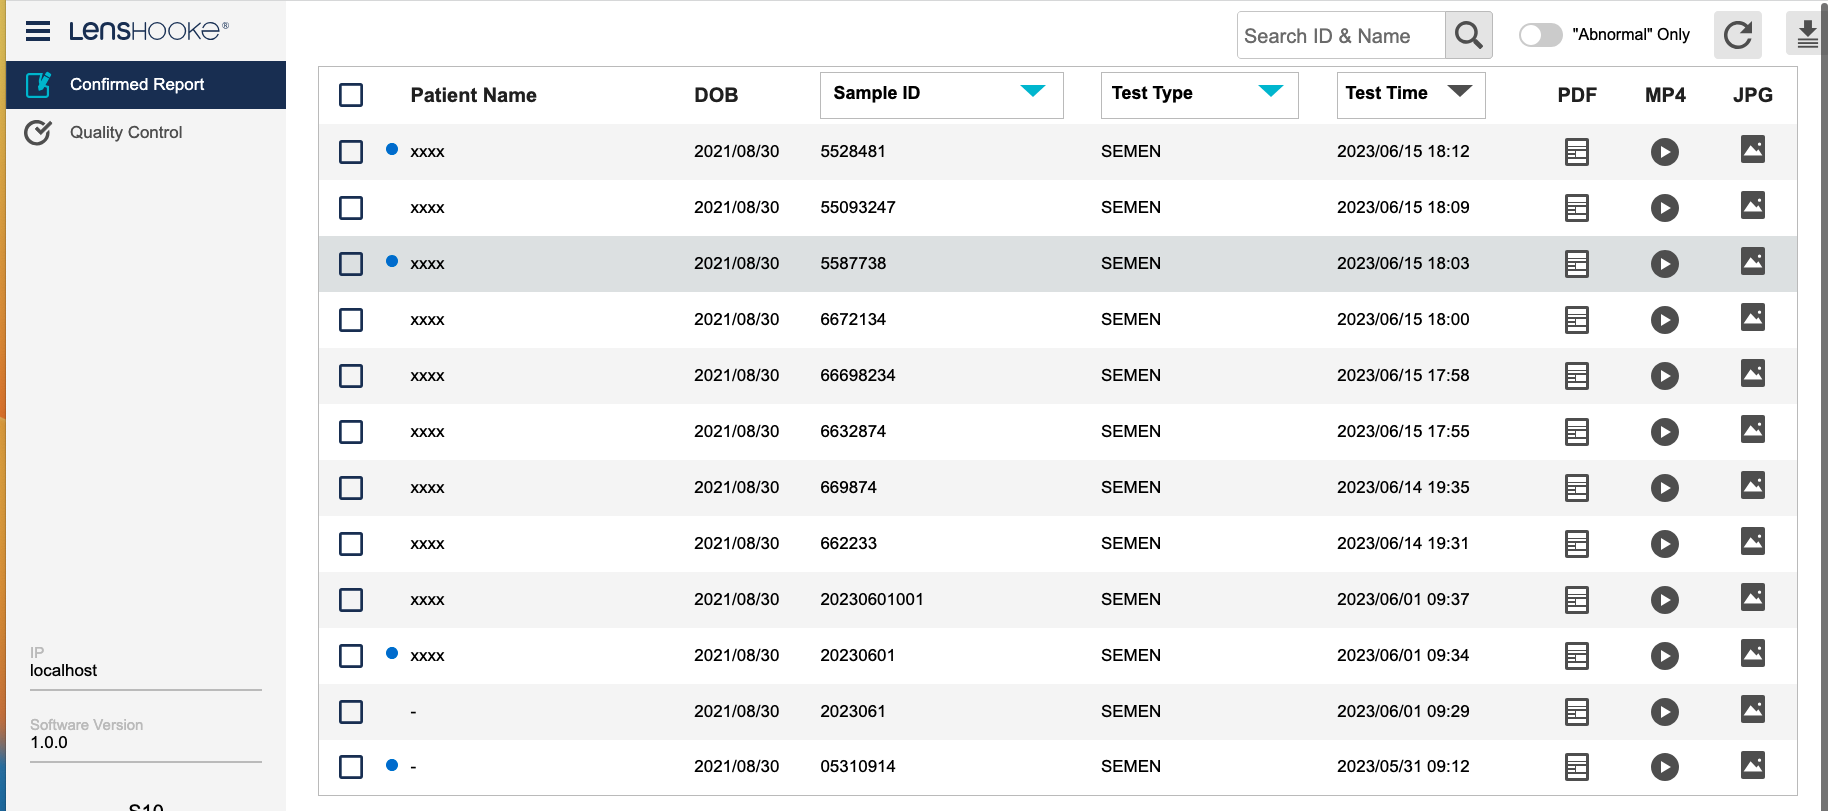 LENSHOOKE®
Search ID & Name
"Abnormal" Only
Confirmed Report
Quality Control
Patient Name DOB Sample ID Test Type Test Time PDF MP4 JPG
xxxx 2021/08/30 5528481 SEMEN 2023/06/15 18:12
xxxx 2021/08/30 55093247 SEMEN 2023/06/15 18:09
xxxx 2021/08/30 5587738 SEMEN 2023/06/15 18:03
xxxx 2021/08/30 6672134 SEMEN 2023/06/15 18:00
xxxx 2021/08/30 66698234 SEMEN 2023/06/15 17:58
xxxx 2021/08/30 6632874 SEMEN 2023/06/15 17:55
xxxx 2021/08/30 669874 SEMEN 2023/06/14 19:35
xxxx 2021/08/30 662233 SEMEN 2023/06/14 19:31
xxxx 2021/08/30 20230601001 SEMEN 2023/06/01 09:37
xxxx 2021/08/30 20230601 SEMEN 2023/06/01 09:34
- 2021/08/30 2023061 SEMEN 2023/06/01 09:29
- 2021/08/30 05310914 SEMEN 2023/05/31 09:12
IP
localhost
Software Version
1.0.0